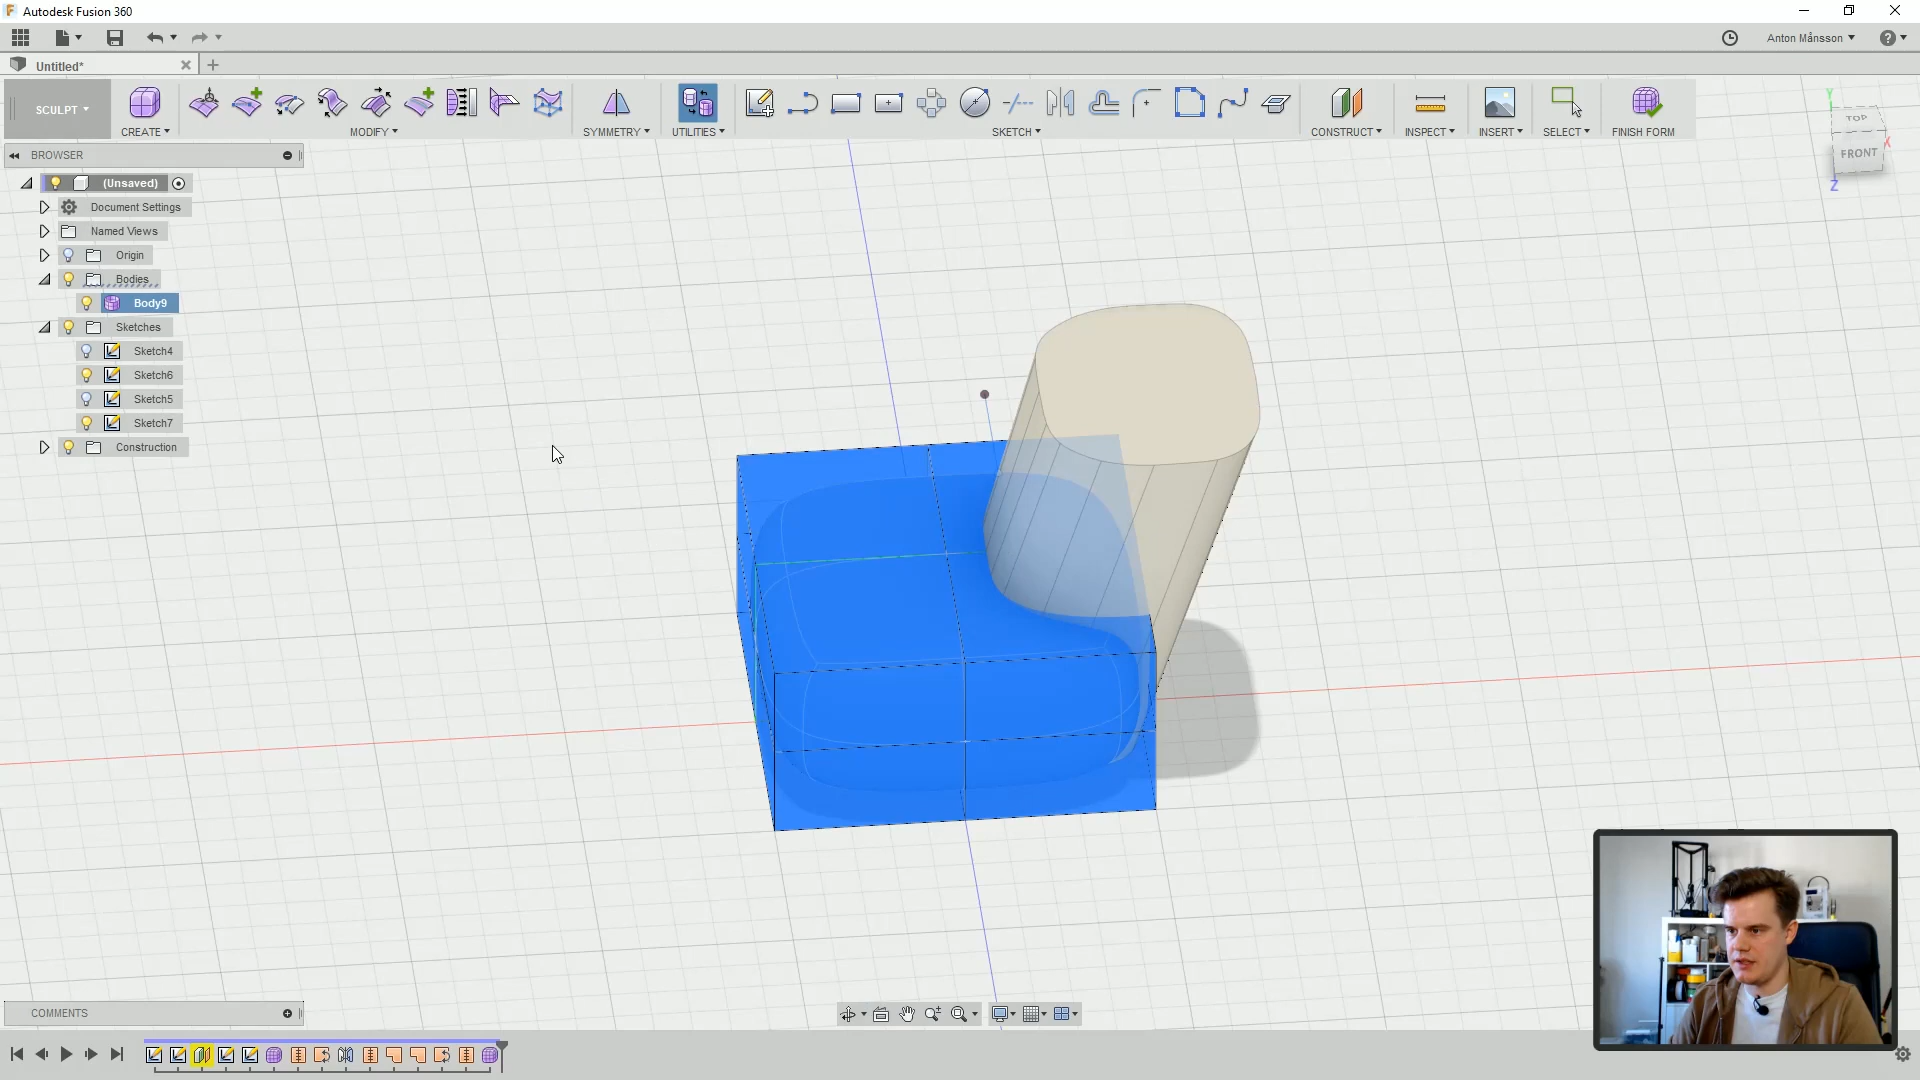 Autodesk Fusion 360
Anton Månsson
Untitled*
SCULPT
CREATE
MODIFY
SYMMETRY
UTILITIES
SKETCH
CONSTRUCT
INSPECT
INSERT
SELECT
FINISH FORM
BROWSER
(Unsaved)
Document Settings
Named Views
Origin
Bodies
Body9
Sketches
Sketch4
Sketch6
Sketch5
Sketch7
Construction
Y
TOP
X
FRONT
Z
COMMENTS